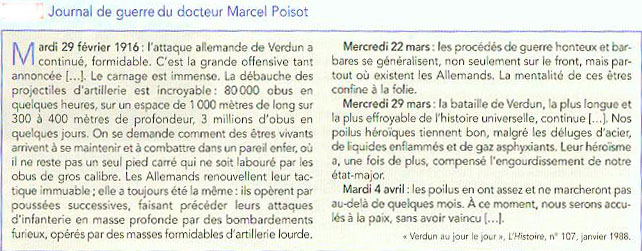 Journal de guerre du docteur Marcel Poisot
Mardi 29 février 1916 : l'attaque allemande de Verdun a
continué, formidable. C'est la grande offensive tant
annoncée [...]. Le carnage est immense. La débauche des
projectiles d'artillerie est incroyable : 80 000 obus en
quelques heures, sur un espace de 1 000 mètres de long sur
300 à 400 mètres de profondeur, 3 millions d'obus en
quelques jours. On se demande comment des êtres vivants
arrivent à se maintenir et à combattre dans un pareil enfer, où
il ne reste pas un seul pied carré qui ne soit labouré par les
obus de gros calibre. Les Allemands renouvellent leur tac-
tique immuable ; elle a toujours été la même : ils opèrent par
poussées successives, faisant précéder leurs attaques
d'infanterie en masse profonde par des bombardements
furieux, opérés par des masses formidables d'artillerie lourde.
Mercredi 22 mars : les procédés de guerre honteux et bar-
bares se généralisent, non seulement sur le front, mais par-
tout où existent les Allemands. La mentalité de ces êtres
confine à la folie.
Mercredi 29 mars : la bataille de Verdun, la plus longue et
la plus effroyable de l'histoire universelle, continue [...]. Nos
poilus héroïques tiennent bon, malgré les déluges d'acier,
de liquides enflammés et de gaz asphyxiants. Leur héroïsme
a, une fois de plus, compensé l'engourdissement de notre
état-major.
Mardi 4 avril : les poilus en ont assez et ne marcheront pas
au-delà de quelques mois. À ce moment, nous serons accu-
lés à la paix, sans avoir vaincu [...].
« Verdun au jour le jour », L'Histoire, n° 107, janvier 1988.